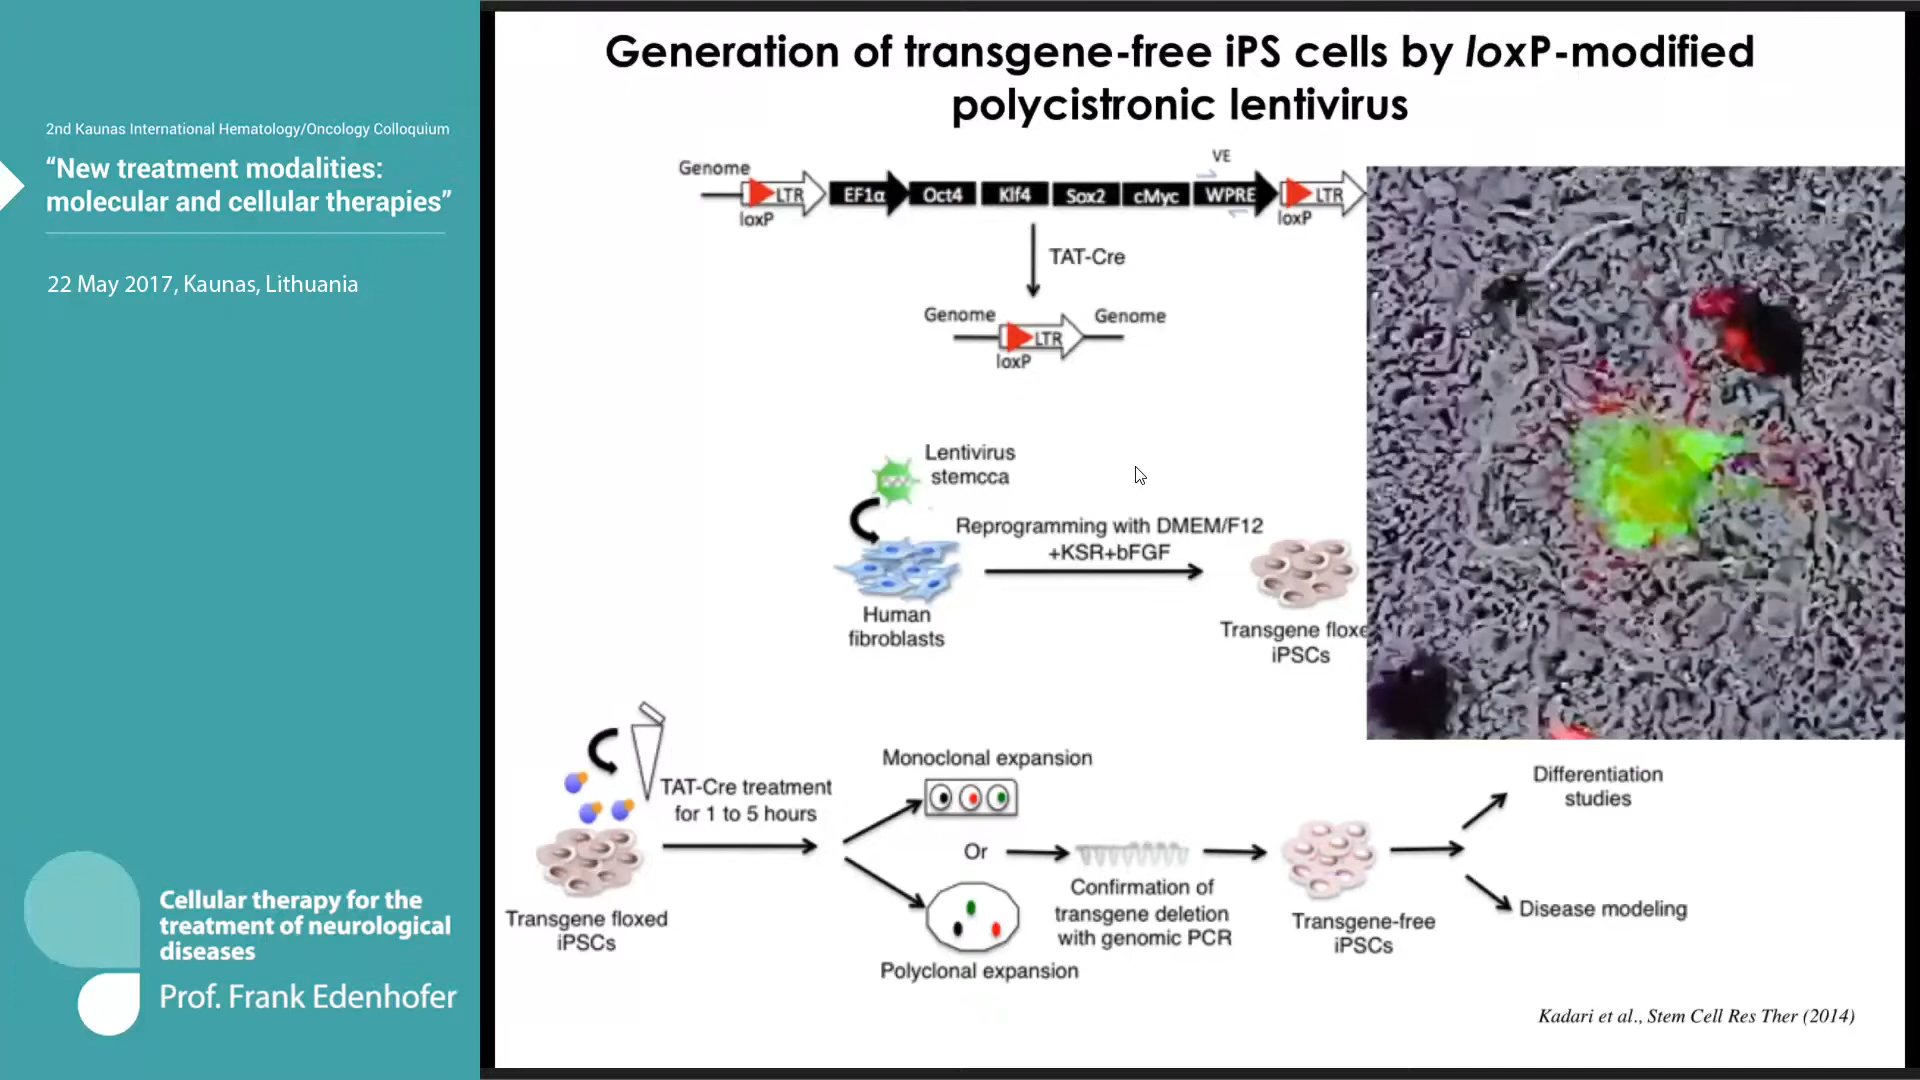 2nd Kaunas International Hematology/Oncology Colloquium
“New treatment modalities:
molecular and cellular therapies”
22 May 2017, Kaunas, Lithuania
Cellular therapy for the
treatment of neurological
diseases
Prof. Frank Edenhofer
Generation of transgene-free iPS cells by loxP-modified
polycistronic lentivirus
VE
Genome
LTR
EF1α
Oct4
Klf4
Sox2
cMyc
WPRE
LTR
loxP
loxP
TAT-Cre
Genome
Genome
LTR
loxP
Lentivirus
stemcca
Reprogramming with DMEM/F12
+KSR+bFGF
Human
fibroblasts
Transgene floxe
iPSCs
TAT-Cre treatment
for 1 to 5 hours
Transgene floxed
iPSCs
Monoclonal expansion
Or
Polyclonal expansion
Confirmation of
transgene deletion
with genomic PCR
Transgene-free
iPSCs
Differentiation
studies
Disease modeling
Kadari et al., Stem Cell Res Ther (2014)